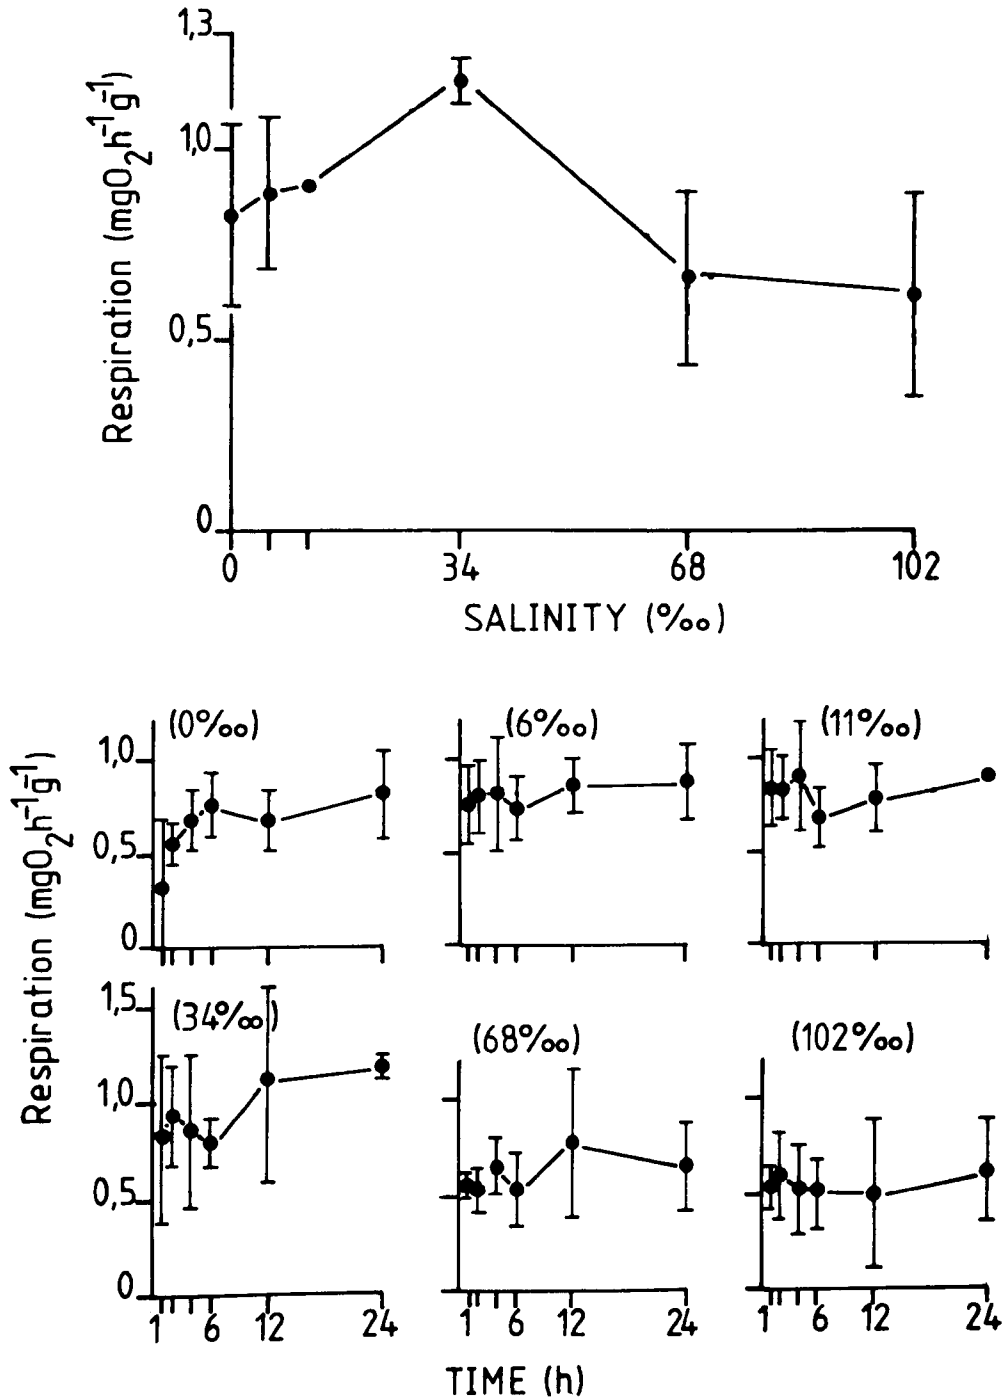 1,3
1,0
0,5
0
Respiration (mgO2h-1g-1)
0 34 68 102
SALINITY (‰)
(0‰) (6‰) (11‰)
1,0
0,5
0
Respiration (mgO2h-1g-1)
(34‰) (68‰) (102‰)
1,5
1,0
0,5
0
1 6 12 24 1 6 12 24 1 6 12 24
TIME (h)